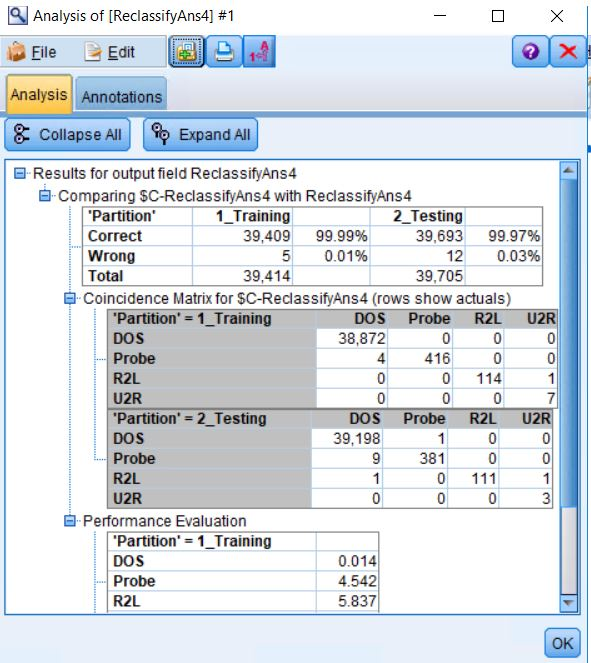 Analysis of [ReclassifyAns4] #1
File Edit
Analysis Annotations
Collapse All Expand All
Results for output field ReclassifyAns4
Comparing $C-ReclassifyAns4 with ReclassifyAns4
'Partition' 1_Training 2_Testing
Correct 39,409 99.99% 39,693 99.97%
Wrong 5 0.01% 12 0.03%
Total 39,414 39,705
Coincidence Matrix for $C-ReclassifyAns4 (rows show actuals)
'Partition' = 1_Training DOS Probe R2L U2R
DOS 38,872 0 0 0
Probe 4 416 0 0
R2L 0 0 114 1
U2R 0 0 0 7
'Partition' = 2_Testing DOS Probe R2L U2R
DOS 39,198 1 0 0
Probe 9 381 0 0
R2L 1 0 111 1
U2R 0 0 0 3
Performance Evaluation
'Partition' = 1_Training
DOS 0.014
Probe 4.542
R2L 5.837
OK